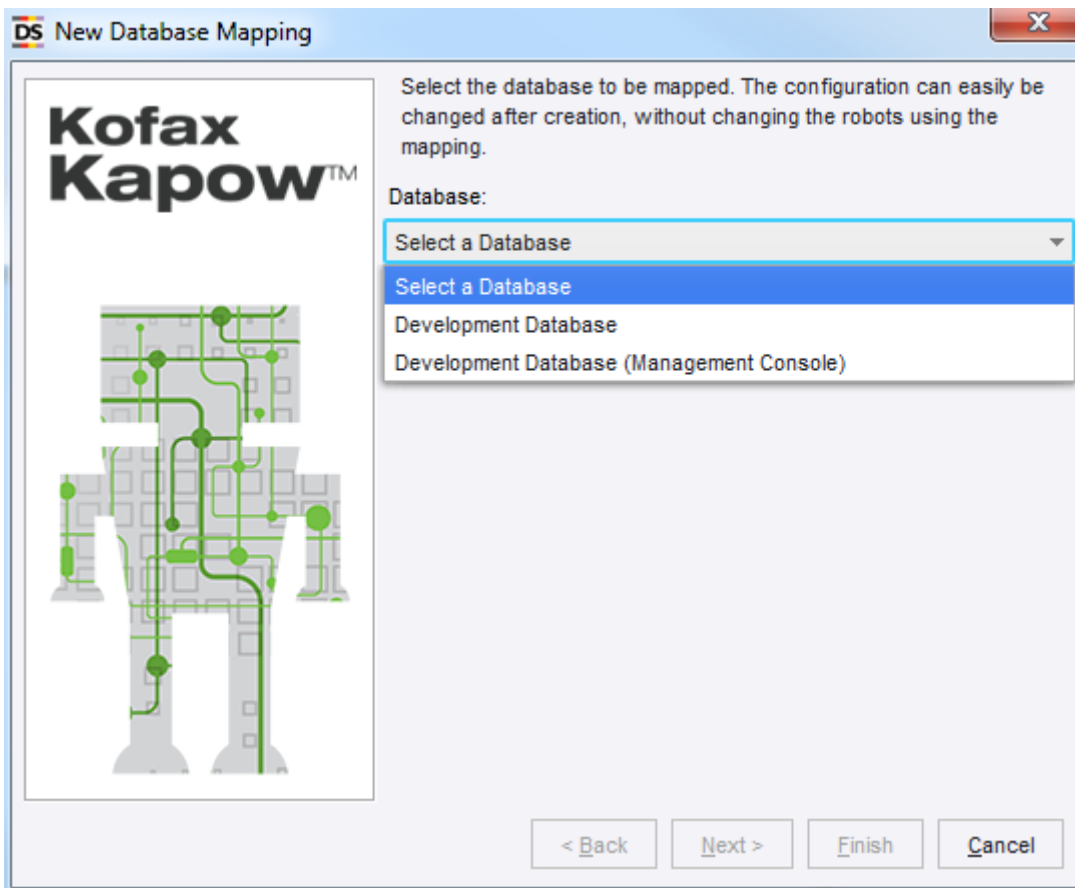 DS New Database Mapping
X
Kofax
Kapow™
Select the database to be mapped. The configuration can easily be
changed after creation, without changing the robots using the
mapping.
Database:
Select a Database
Select a Database
Development Database
Development Database (Management Console)
< Back
Next >
Finish
Cancel